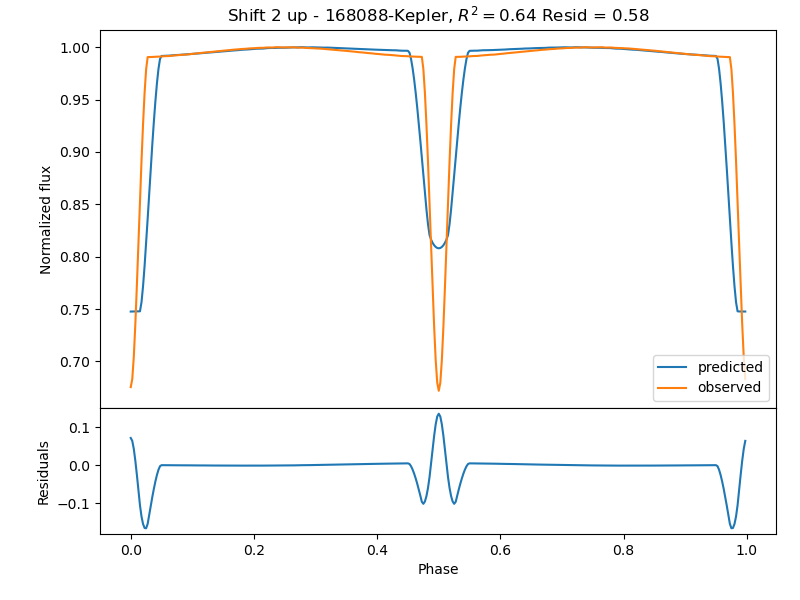 Shift 2 up - 168088-Kepler, R² = 0.64 Resid = 0.58
Normalized flux
1.00
0.95
0.90
0.85
0.80
0.75
0.70
predicted
observed
Residuals
0.1
0.0
−0.1
0.0 0.2 0.4 0.6 0.8 1.0
Phase